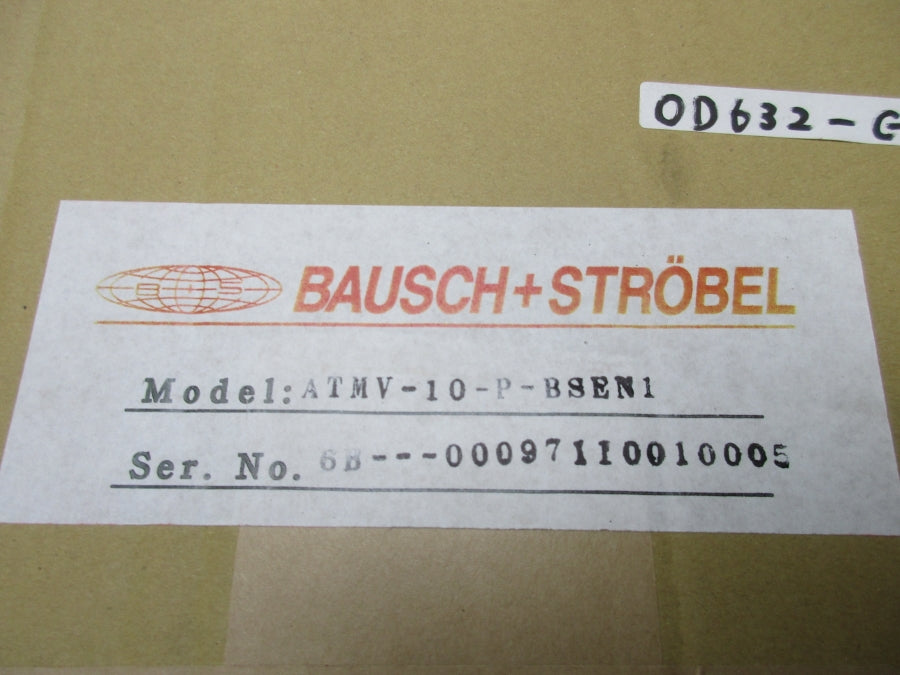 OD632-G
B+S
BAUSCH+STRÖBEL
Model: ATMV-10-P-BSEN1
Ser. No. 6B---00097110010005